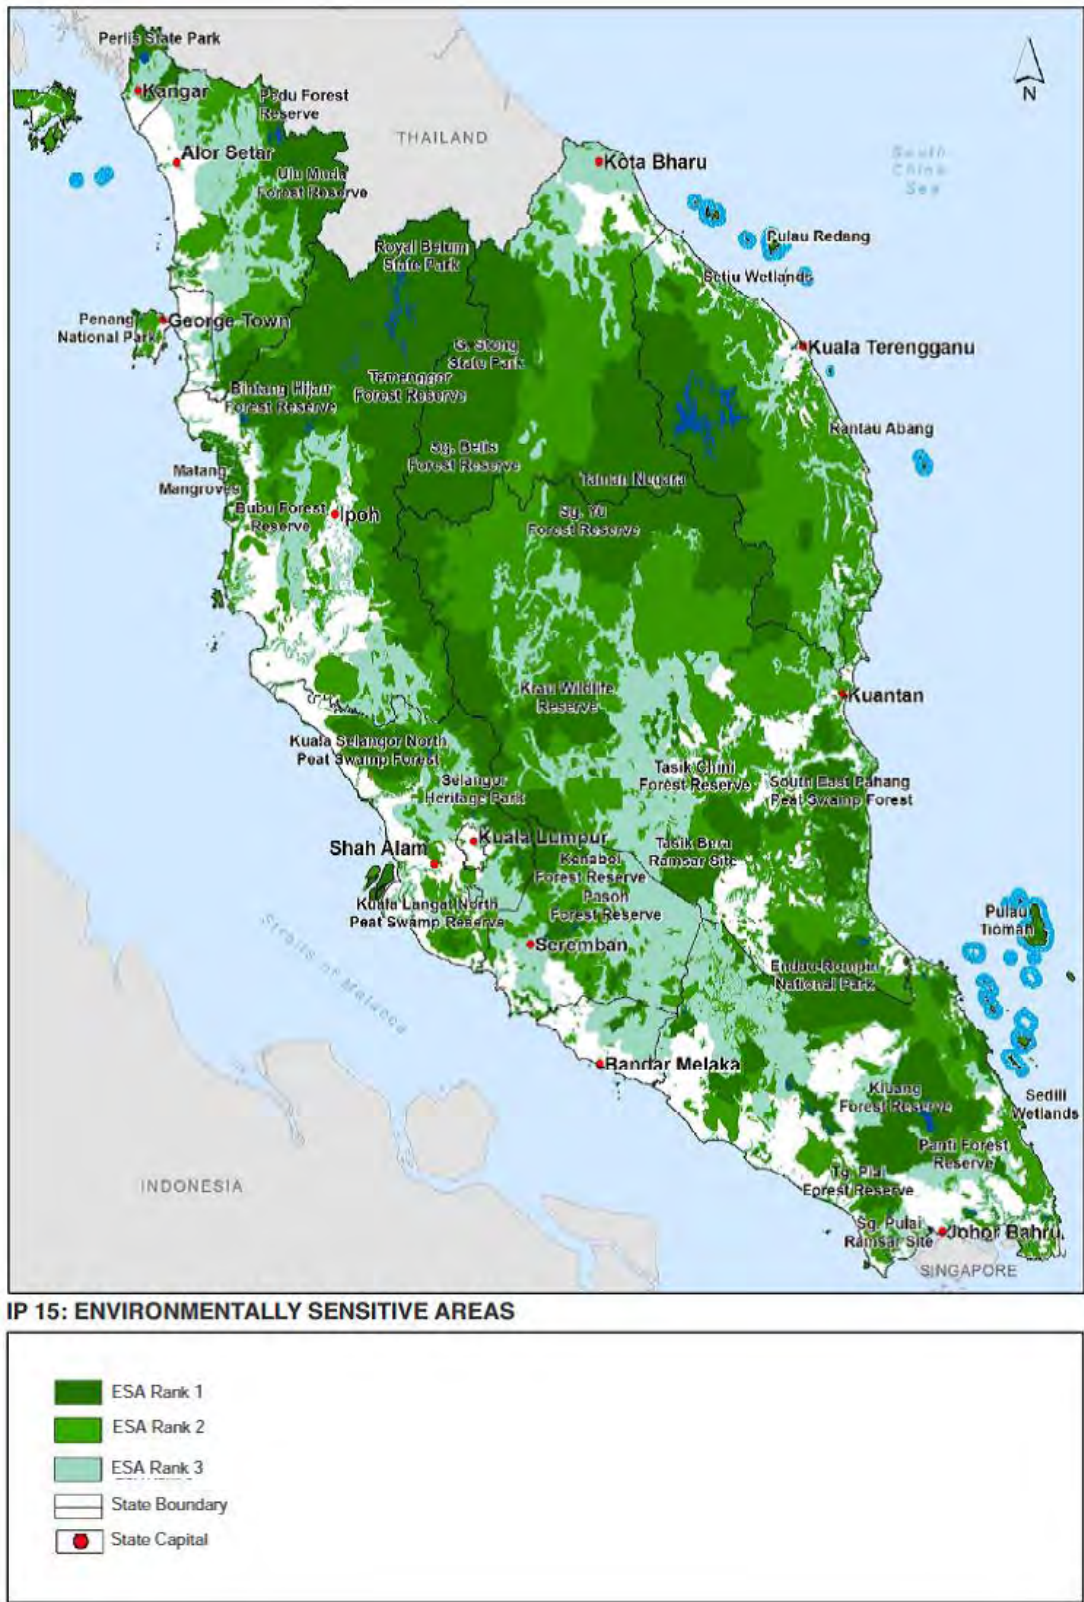 Perlis State Park
Kangar
Pedu Forest
Reserve
THAILAND
N
Alor Setar
Kota Bharu
South
China
Sea
Ulu Muda
Forest Reserve
Pulau Redang
Royal Belum
State Park
Setiu Wetlands
Penang
National Park
George Town
Kuala Terengganu
G. Stong
State Park
Temenggor
Forest Reserve
Bintang Hijau
Forest Reserve
Rantau Abang
Sg. Betis
Forest Reserve
Matang
Mangroves
Taman Negara
Bubu Forest
Reserve
Ipoh
Sg. Yu
Forest Reserve
Krau Wildlife
Reserve
Kuantan
Kuala Selangor North
Peat Swamp Forest
Selangor
Heritage Park
Tasik Chini
Forest Reserve
South East Pahang
Peat Swamp Forest
Shah Alam
Kuala Lumpur
Tasik Bera
Ramsar Site
Kenaboi
Forest Reserve
Pasoh
Forest Reserve
Kuala Langat North
Peat Swamp Reserve
Pulau
Tioman
Straits of Malacca
Seremban
Endau-Rompin
National Park
Bandar Melaka
Kluang
Forest Reserve
Sedili
Wetlands
Panti Forest
Reserve
INDONESIA
Tg. Piai
Forest Reserve
Sg. Pulai
Ramsar Site
Johor Bahru
SINGAPORE
IP 15: ENVIRONMENTALLY SENSITIVE AREAS
ESA Rank 1
ESA Rank 2
ESA Rank 3
State Boundary
State Capital